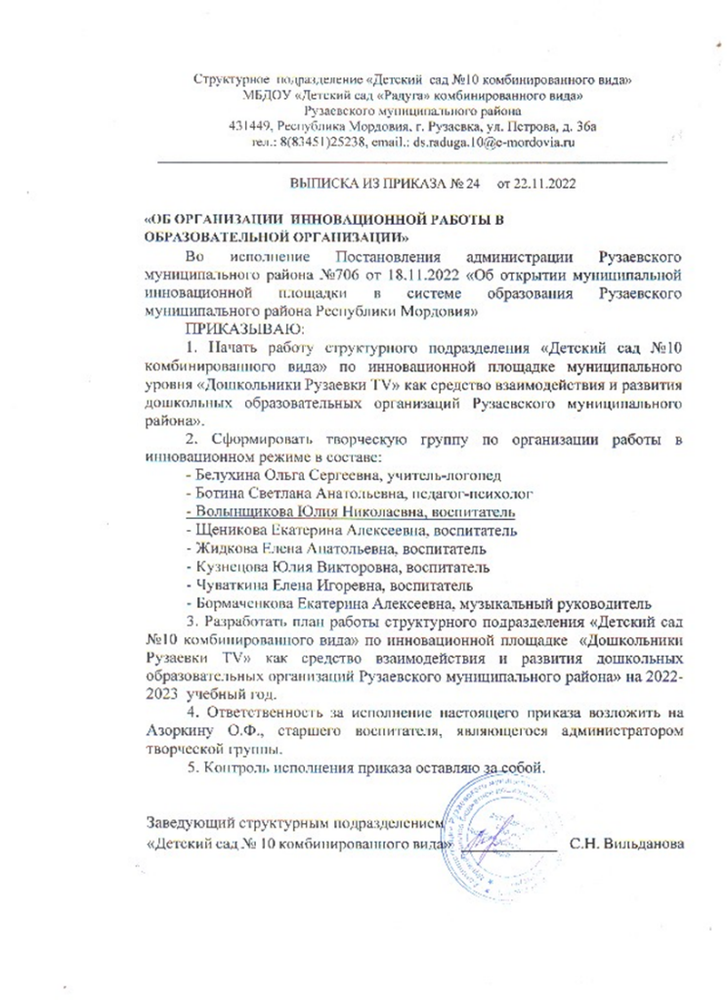 Структурное подразделение «Детский сад №10 комбинированного вида»
МБДОУ «Детский сад «Радуга» комбинированного вида»
Рузаевского муниципального района
431449, Республика Мордовия, г. Рузаевка, ул. Петрова, д. 36а
тел.: 8(83451)25238, email.: ds.raduga.10@e-mordovia.ru
ВЫПИСКА ИЗ ПРИКАЗА № 24 от 22.11.2022
«ОБ ОРГАНИЗАЦИИ ИННОВАЦИОННОЙ РАБОТЫ В
ОБРАЗОВАТЕЛЬНОЙ ОРГАНИЗАЦИИ»
Во исполнение Постановления администрации Рузаевского
муниципального района №706 от 18.11.2022 «Об открытии муниципальной
инновационной площадки в системе образования Рузаевского
муниципального района Республики Мордовия»
ПРИКАЗЫВАЮ:
1. Начать работу структурного подразделения «Детский сад №10
комбинированного вида» по инновационной площадке муниципального
уровня «Дошкольники Рузаевки TV» как средство взаимодействия и развития
дошкольных образовательных организаций Рузаевского муниципального
района».
2. Сформировать творческую группу по организации работы в
инновационном режиме в составе:
- Белухина Ольга Сергеевна, учитель-логопед
- Ботина Светлана Анатольевна, педагог-психолог
- Волынщикова Юлия Николаевна, воспитатель
- Щеникова Екатерина Алексеевна, воспитатель
- Жидкова Елена Анатольевна, воспитатель
- Кузнецова Юлия Викторовна, воспитатель
- Чуваткина Елена Игоревна, воспитатель
- Бормаченкова Екатерина Алексеевна, музыкальный руководитель
3. Разработать план работы структурного подразделения «Детский сад
№10 комбинированного вида» по инновационной площадке «Дошкольники
Рузаевки TV» как средство взаимодействия и развития дошкольных
образовательных организаций Рузаевского муниципального района» на 2022-
2023 учебный год.
4. Ответственность за исполнение настоящего приказа возложить на
Азоркину О.Ф., старшего воспитателя, являющегося администратором
творческой группы.
5. Контроль исполнения приказа оставляю за собой.
Заведующий структурным подразделением
«Детский сад № 10 комбинированного вида» С.Н. Вильданова